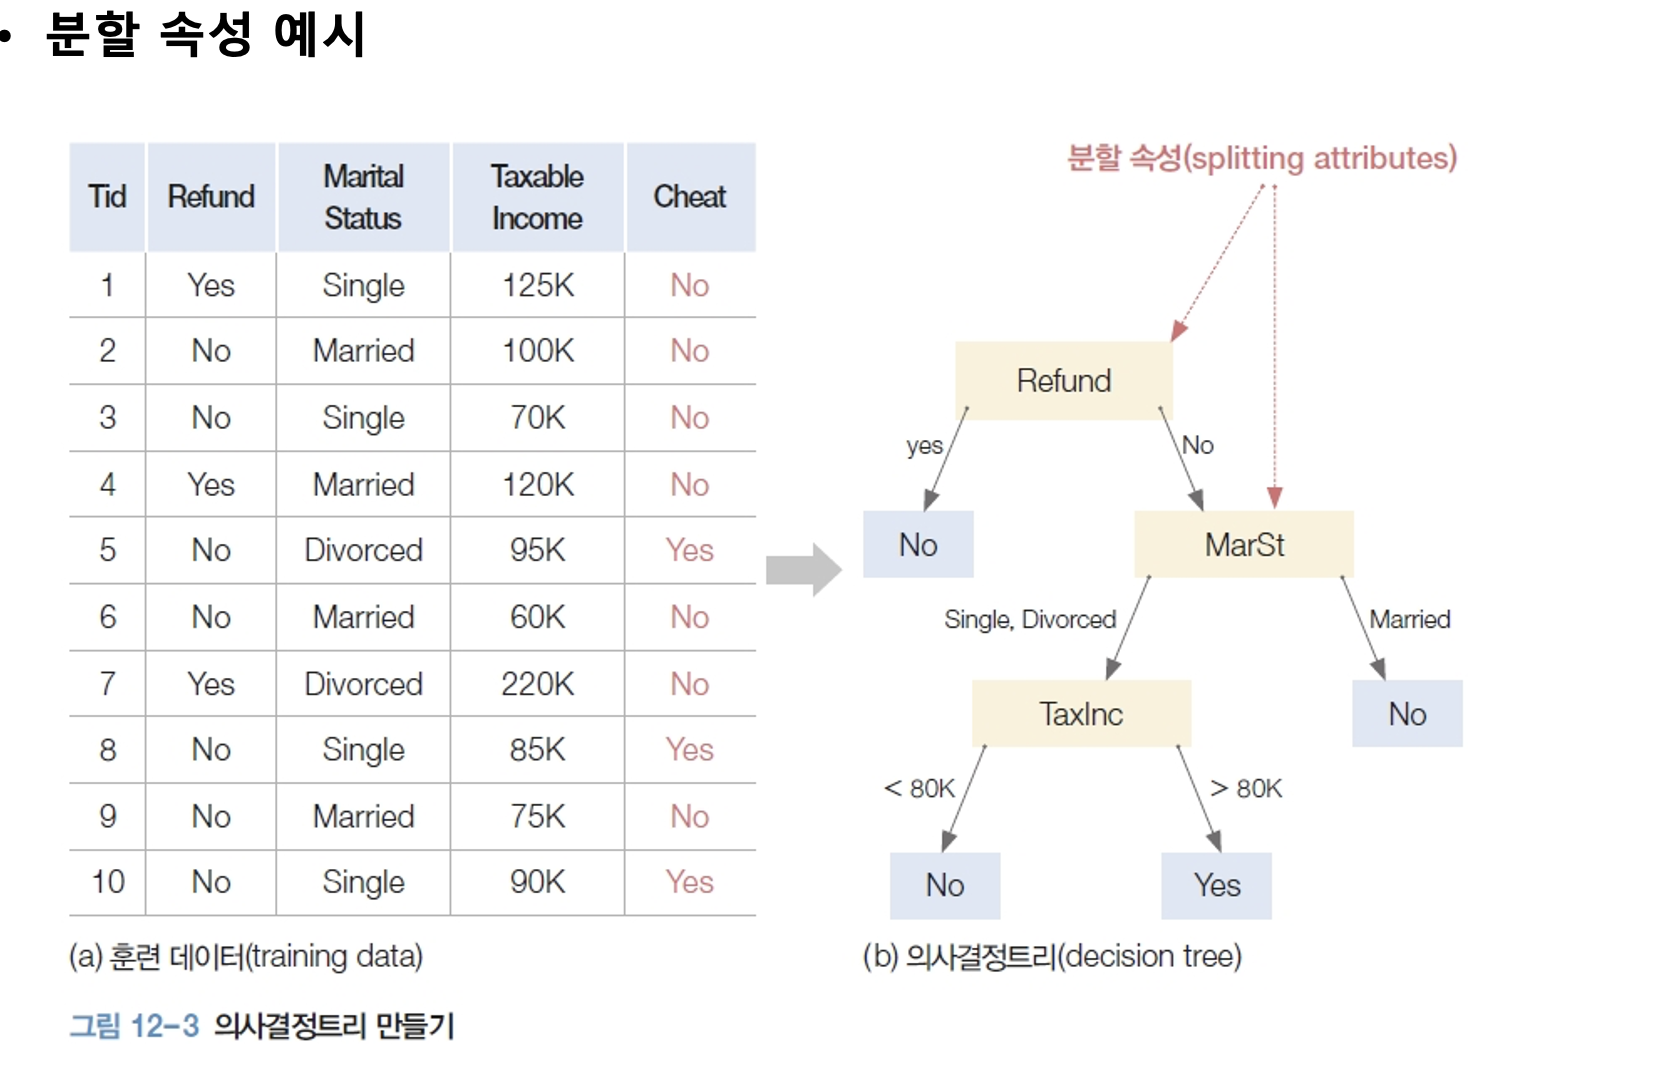 • 분할 속성 예시
Tid Refund Marital Status Taxable Income Cheat
1 Yes Single 125K No
2 No Married 100K No
3 No Single 70K No
4 Yes Married 120K No
5 No Divorced 95K Yes
6 No Married 60K No
7 Yes Divorced 220K No
8 No Single 85K Yes
9 No Married 75K No
10 No Single 90K Yes
(a) 훈련 데이터(training data)
분할 속성(splitting attributes)
Refund
yes No
No MarSt
Single, Divorced Married
TaxInc No
< 80K > 80K
No Yes
(b) 의사결정트리(decision tree)
그림 12-3 의사결정트리 만들기